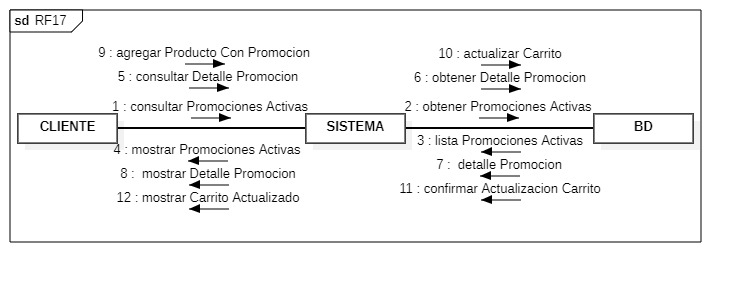 sd RF17
9 : agregar Producto Con Promocion
10 : actualizar Carrito
5 : consultar Detalle Promocion
6 : obtener Detalle Promocion
1 : consultar Promociones Activas
2 : obtener Promociones Activas
CLIENTE
SISTEMA
BD
4 : mostrar Promociones Activas
3 : lista Promociones Activas
8 : mostrar Detalle Promocion
7 : detalle Promocion
12 : mostrar Carrito Actualizado
11 : confirmar Actualizacion Carrito